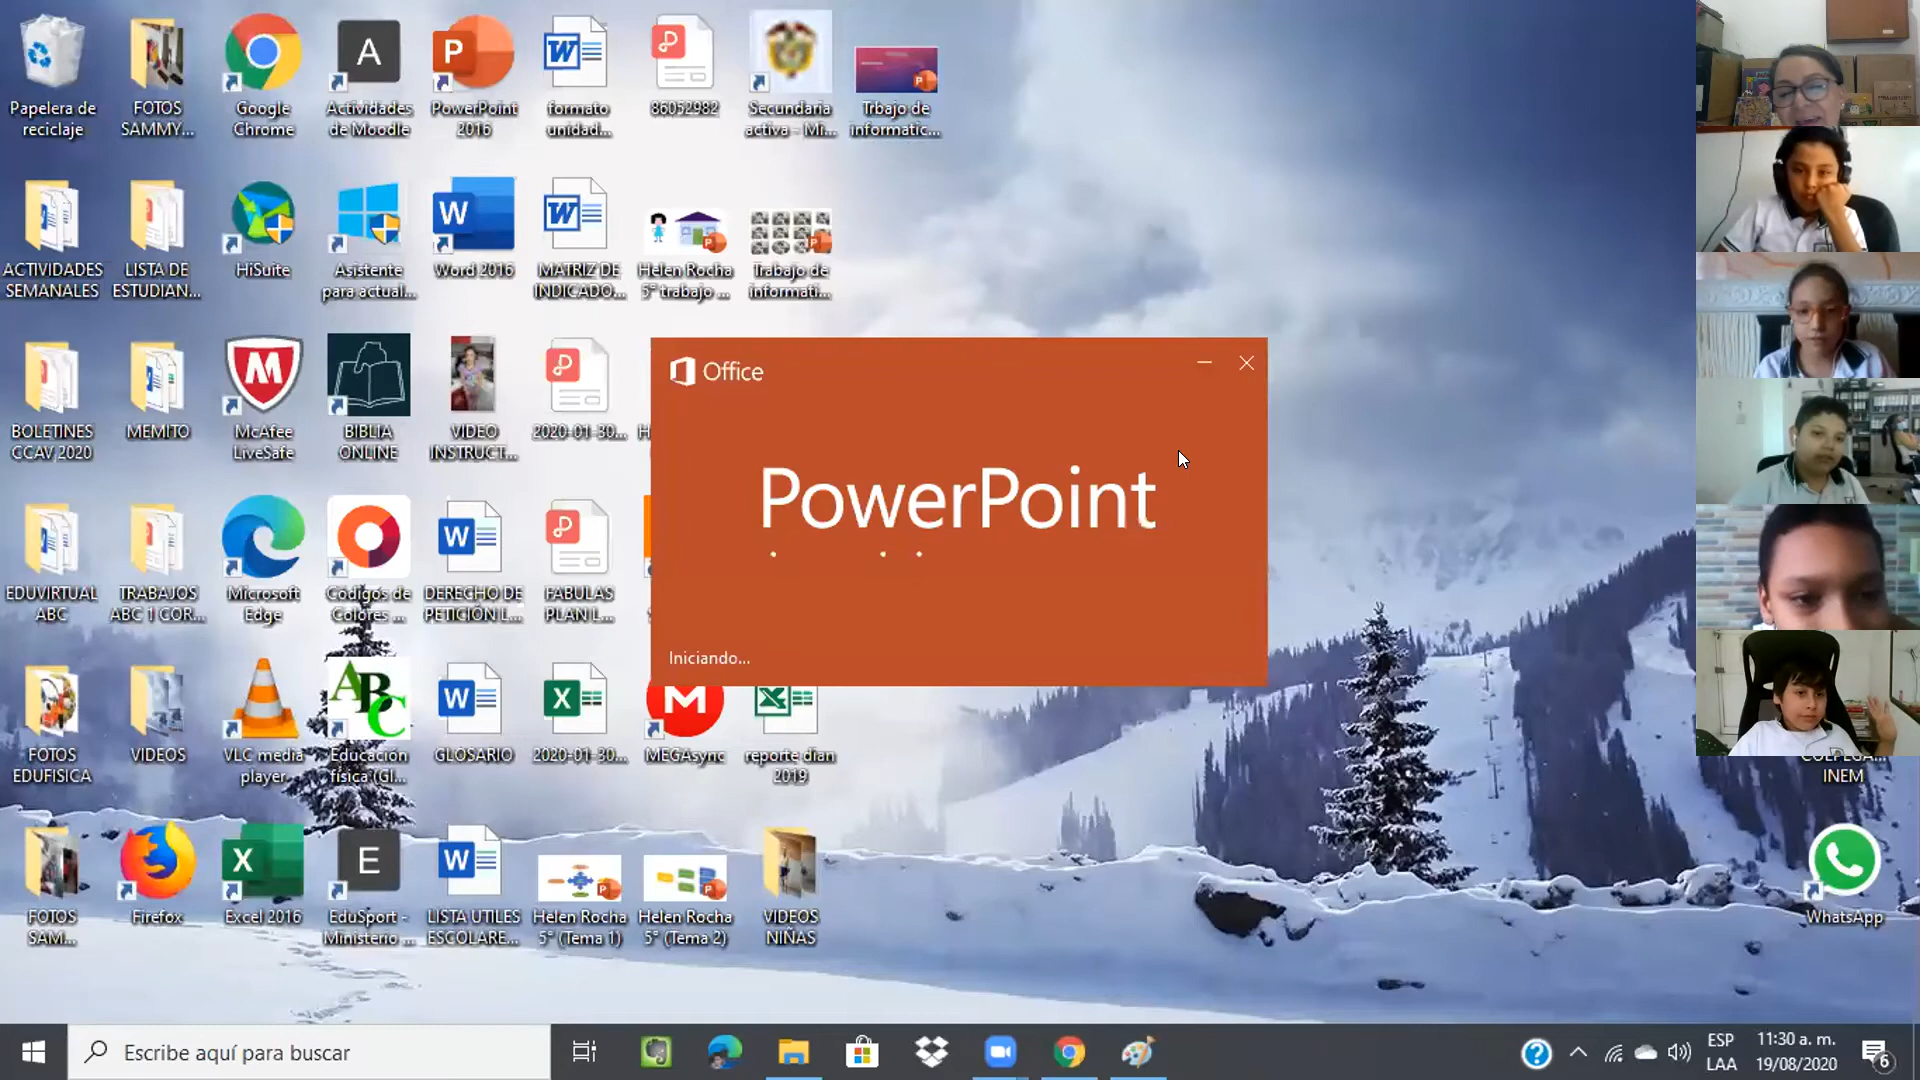 Papelera de
reciclaje
FOTOS
SAMMY...
Google
Chrome
A
Actividades
de Moodle
P
PowerPoint
2016
W
formato
unidad...
86052982
Secundaria
activa - Mi...
P
Trbajo de
informatic...
ACTIVIDADES
SEMANALES
LISTA DE
ESTUDIAN...
HiSuite
Asistente
para actual...
W
Word 2016
W
MATRIZ DE
INDICADO...
P
Helen Rocha
5° trabajo ...
P
Trabajo de
informati...
BOLETINES
CCAV 2020
MEMITO
M
McAfee
LiveSafe
BIBLIA
ONLINE
VIDEO
INSTRUCT...
2020-01-30...
H
Office
PowerPoint
Iniciando...
EDUVIRTUAL
ABC
TRABAJOS
ABC 1 COR...
Microsoft
Edge
Códigos de
Colores ...
W
DERECHO DE
PETICIÓN L...
FABULAS
PLAN L...
FOTOS
EDUFISICA
VIDEOS
VLC media
player
ABC
Educación
física (Gl...
W
GLOSARIO
X
2020-01-30...
M
MEGAsync
X
reporte dian
2019
INEM
FOTOS
SAM...
Firefox
X
Excel 2016
E
EduSport -
Ministerio ...
W
LISTA UTILES
ESCOLARE...
P
Helen Rocha
5° (Tema 1)
P
Helen Rocha
5° (Tema 2)
VIDEOS
NIÑAS
WhatsApp
Escribe aquí para buscar
ESP
LAA
11:30 a. m.
19/08/2020
6